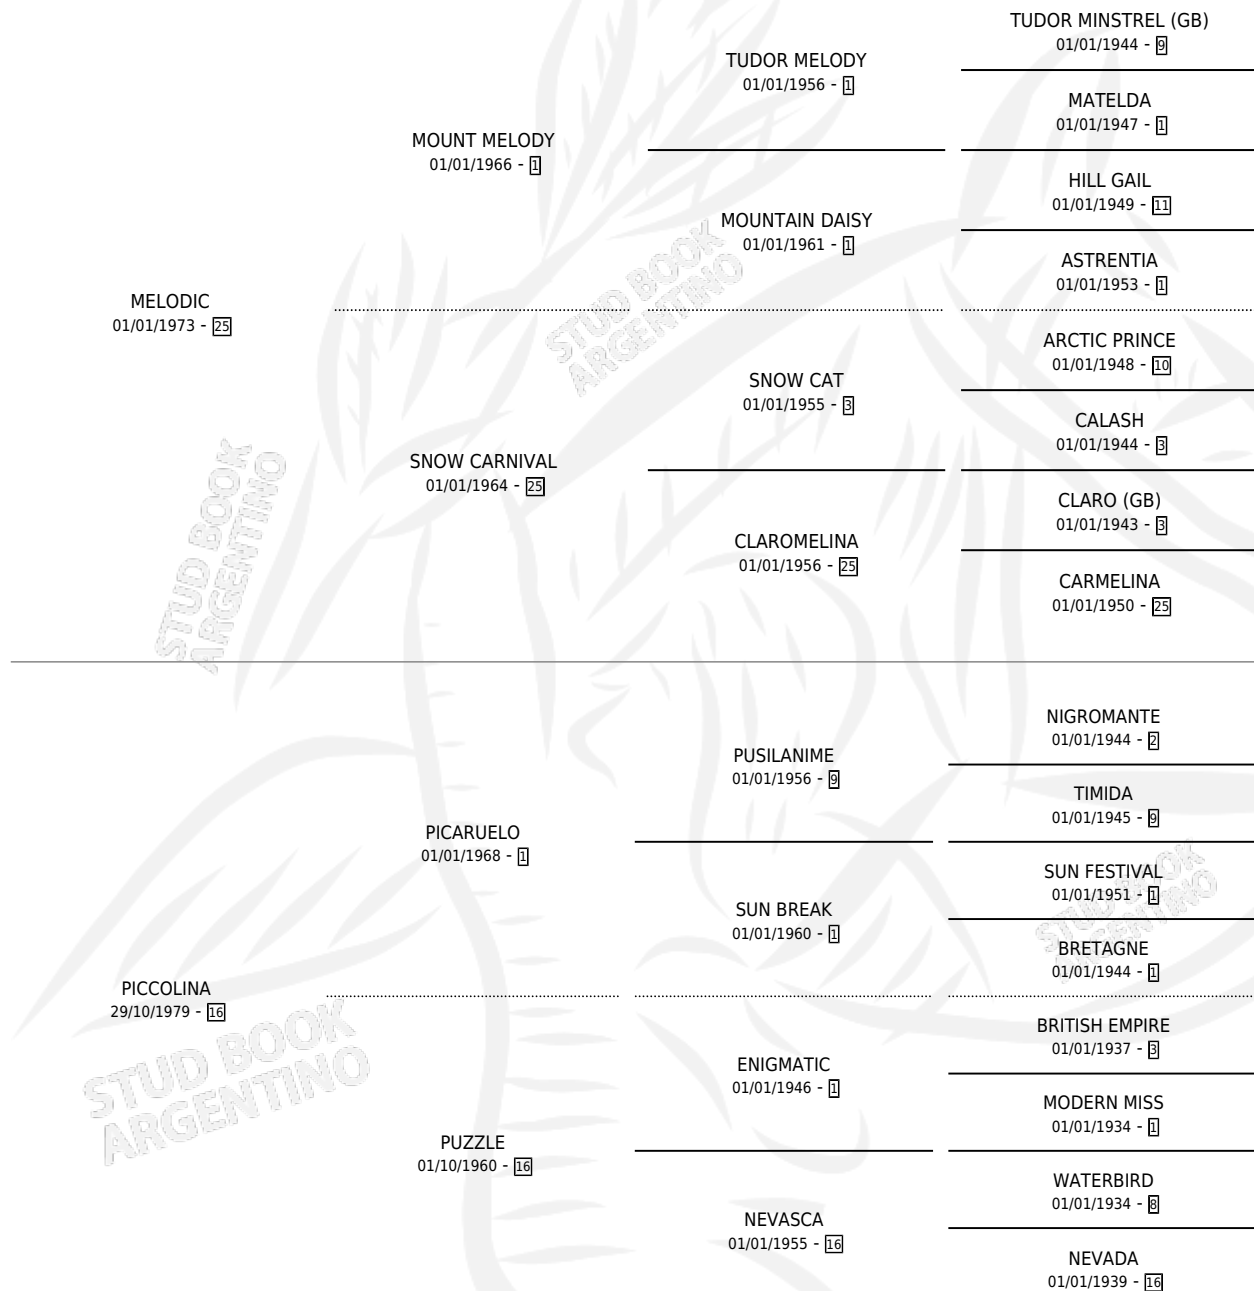 TUDOR MINSTREL (GB)
01/01/1944 - 9
TUDOR MELODY
01/01/1956 - 1
MATELDA
01/01/1947 - 1
MOUNT MELODY
01/01/1966 - 1
HILL GAIL
01/01/1949 - 11
MOUNTAIN DAISY
01/01/1961 - 1
ASTRENTIA
01/01/1953 - 1
MELODIC
01/01/1973 - 25
ARCTIC PRINCE
01/01/1948 - 10
SNOW CAT
01/01/1955 - 3
CALASH
01/01/1944 - 3
SNOW CARNIVAL
01/01/1964 - 25
CLARO (GB)
01/01/1943 - 3
CLAROMELINA
01/01/1956 - 25
CARMELINA
01/01/1950 - 25
NIGROMANTE
01/01/1944 - 2
PUSILANIME
01/01/1956 - 9
TIMIDA
01/01/1945 - 9
PICARUELO
01/01/1968 - 1
SUN FESTIVAL
01/01/1951 - 1
SUN BREAK
01/01/1960 - 1
BRETAGNE
01/01/1944 - 1
PICCOLINA
29/10/1979 - 16
BRITISH EMPIRE
01/01/1937 - 3
ENIGMATIC
01/01/1946 - 1
MODERN MISS
01/01/1934 - 1
PUZZLE
01/10/1960 - 16
WATERBIRD
01/01/1934 - 8
NEVASCA
01/01/1955 - 16
NEVADA
01/01/1939 - 16
STUD BOOK
ARGENTINO
STUD BOOK
ARGENTINO
STUD BOOK
ARGENTINO
STUD BOOK
ARGENTINO